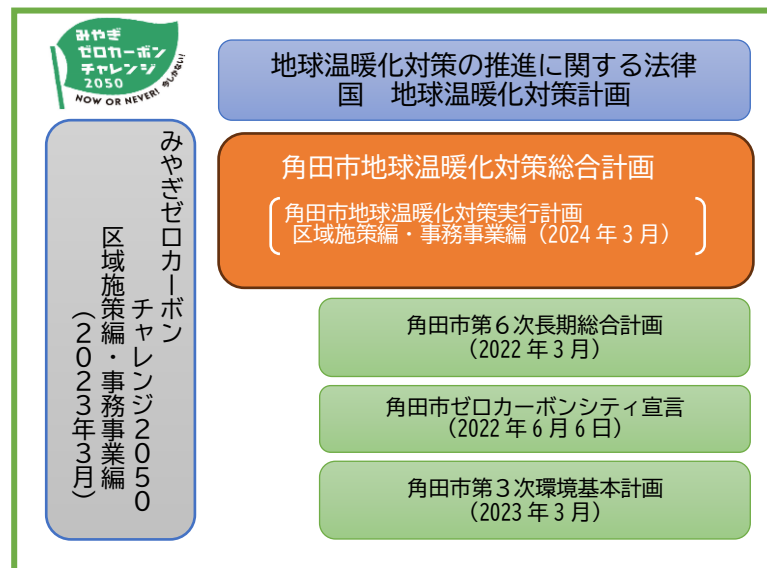 みやぎ
ゼロカーボン
チャレンジ
2050
NOW OR NEVER! 今しかない!
地球温暖化対策の推進に関する法律
国 地球温暖化対策計画
みやぎゼロカーボン
チャレンジ2050
区域施策編・事務事業編
（2023年3月）
角田市地球温暖化対策総合計画
角田市地球温暖化対策実行計画
区域施策編・事務事業編（2024年3月）
角田市第6次長期総合計画
（2022年3月）
角田市ゼロカーボンシティ宣言
（2022年6月6日）
角田市第3次環境基本計画
（2023年3月）